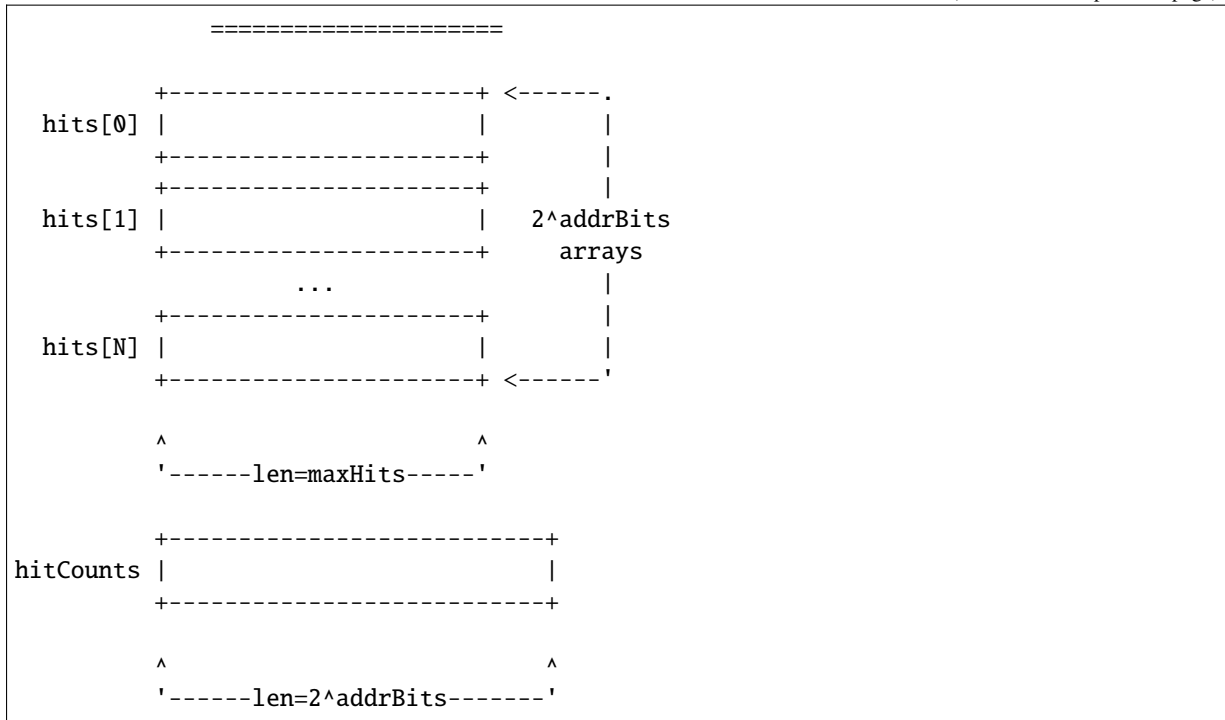 =====================
+----------------------+ <------.
hits[0] |                      |        |
+----------------------+        |
+----------------------+        |
hits[1] |                      |   2^addrBits
+----------------------+     arrays
...                   |
+----------------------+        |
hits[N] |                      |        |
+----------------------+ <------'
^                      ^
'------len=maxHits-----'
+---------------------------+
hitCounts |                           |
+---------------------------+
^                           ^
'------len=2^addrBits-------'